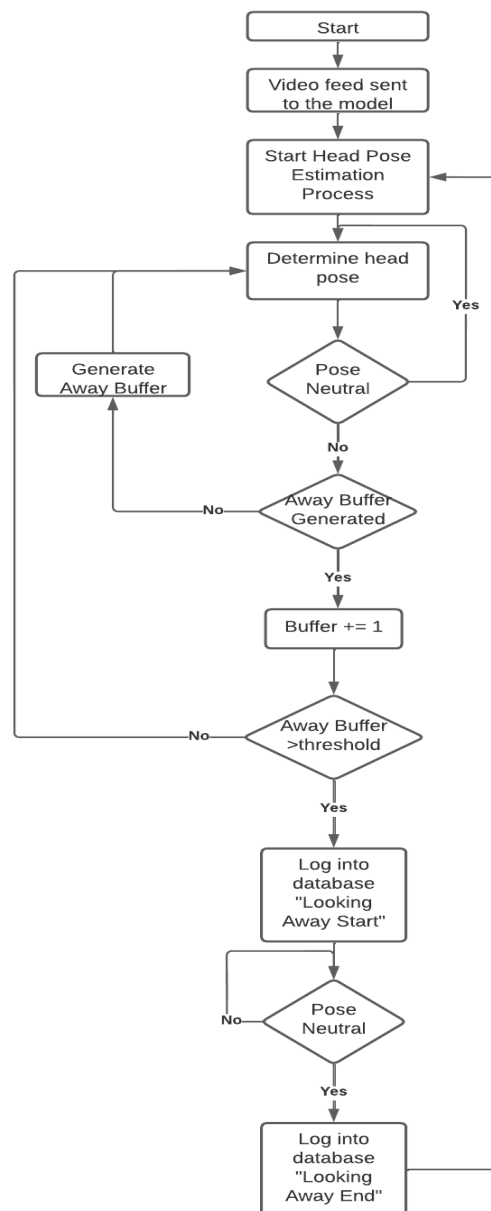 Start
Video feed sent
to the model
Start Head Pose
Estimation
Process
Determine head
pose
Yes
Generate
Away Buffer
Pose
Neutral
No
Away Buffer
Generated
No
Yes
Buffer += 1
Away Buffer
>threshold
No
Yes
Log into
database
"Looking
Away Start"
Pose
Neutral
No
Yes
Log into
database
"Looking
Away End"